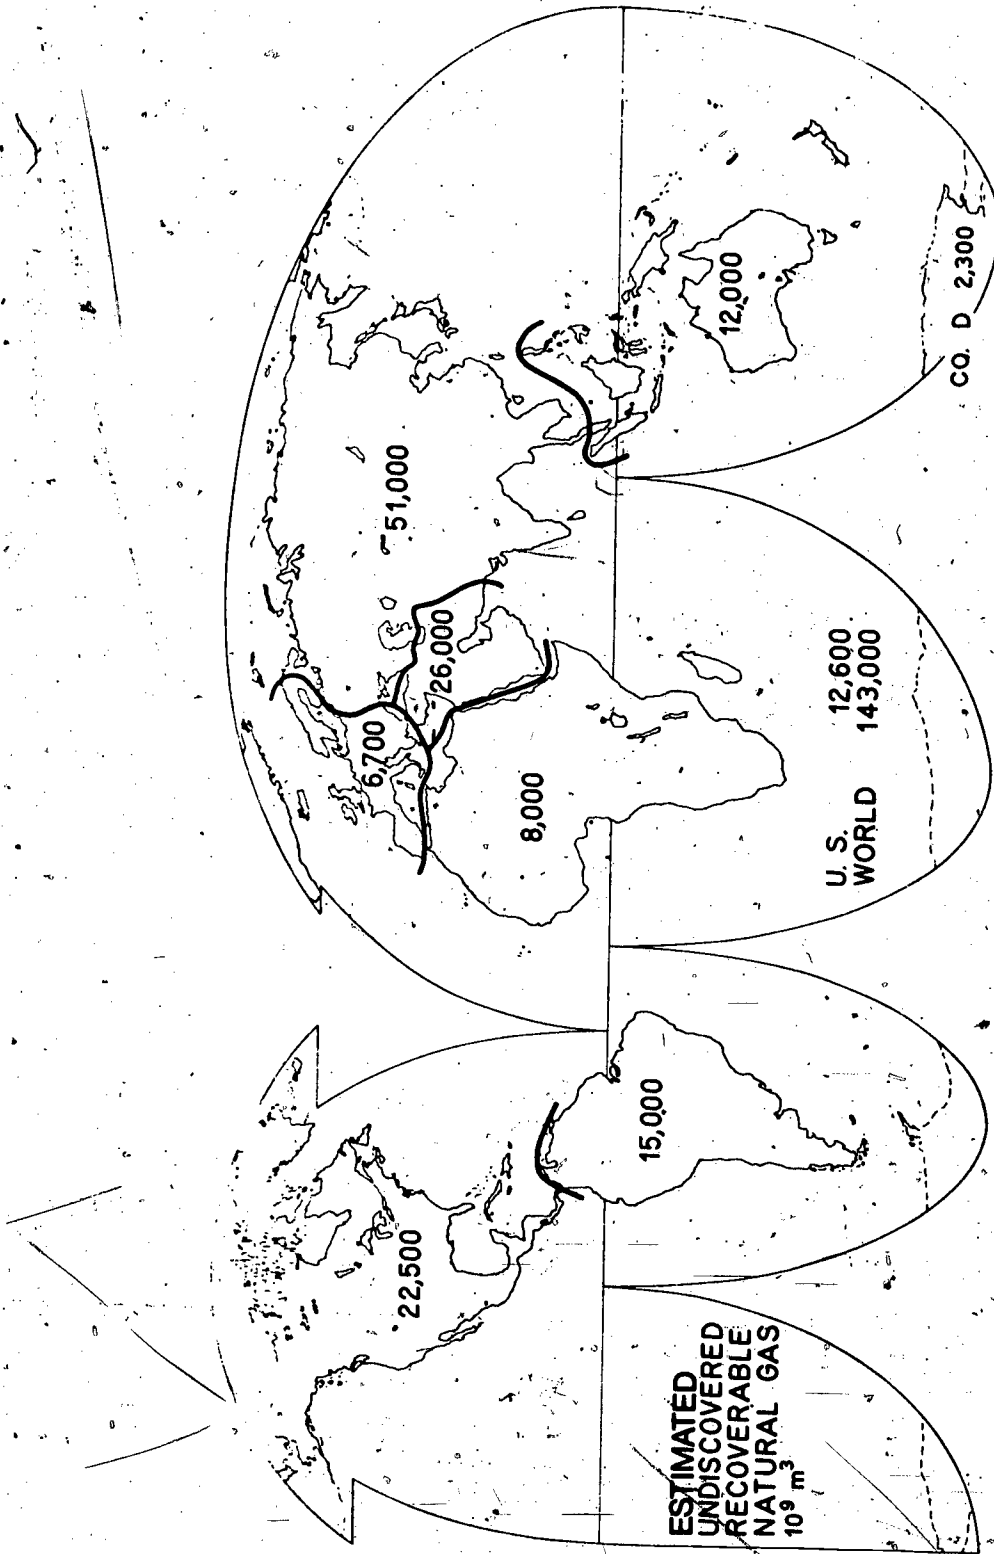 51,000
6,700
26,000
22,500
8,000
12,000
15,000
ESTIMATED
UNDISCOVERED
RECOVERABLE
NATURAL GAS
10⁹ m³
U. S. 12,600
WORLD 143,000
CO. D 2,300